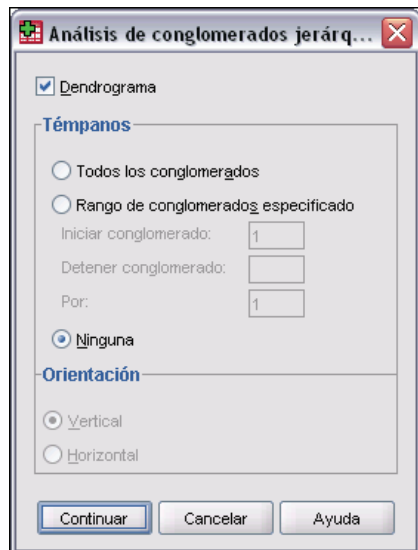 Análisis de conglomerados jerárq...
Dendrograma
Témpanos
Todos los conglomerados
Rango de conglomerados especificado
Iniciar conglomerado: 1
Detener conglomerado:
Por: 1
Ninguna
Orientación
Vertical
Horizontal
Continuar Cancelar Ayuda